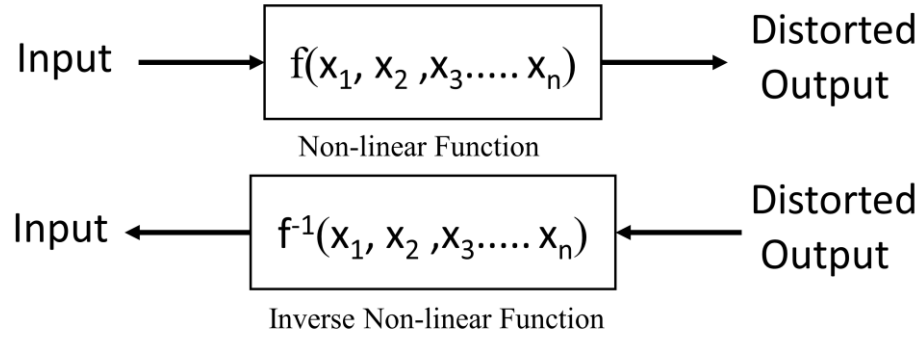 Input
f(x₁, x₂ ,x₃..... xₙ)
Distorted
Output
Non-linear Function
Input
f⁻¹(x₁, x₂ ,x₃..... xₙ)
Distorted
Output
Inverse Non-linear Function